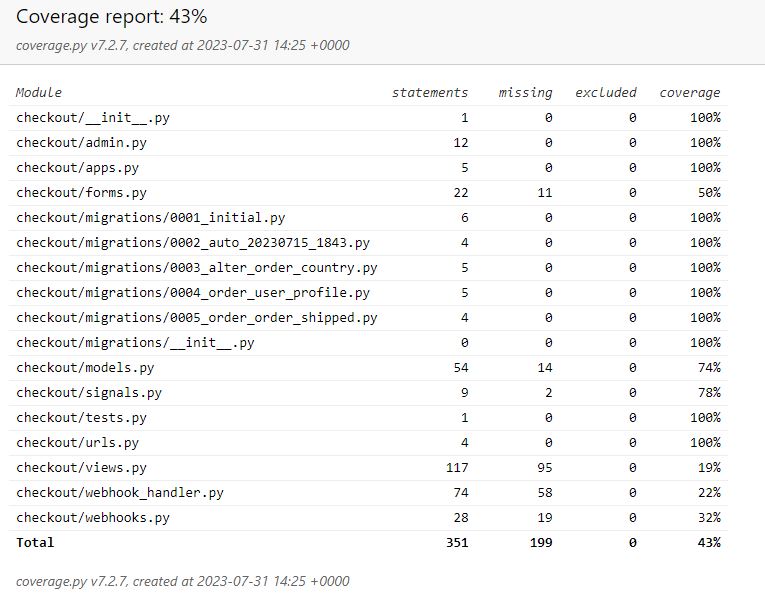 Coverage report: 43%
coverage.py v7.2.7, created at 2023-07-31 14:25 +0000
Module statements missing excluded coverage
checkout/__init__.py 1 0 0 100%
checkout/admin.py 12 0 0 100%
checkout/apps.py 5 0 0 100%
checkout/forms.py 22 11 0 50%
checkout/migrations/0001_initial.py 6 0 0 100%
checkout/migrations/0002_auto_20230715_1843.py 4 0 0 100%
checkout/migrations/0003_alter_order_country.py 5 0 0 100%
checkout/migrations/0004_order_user_profile.py 5 0 0 100%
checkout/migrations/0005_order_order_shipped.py 4 0 0 100%
checkout/migrations/__init__.py 0 0 0 100%
checkout/models.py 54 14 0 74%
checkout/signals.py 9 2 0 78%
checkout/tests.py 1 0 0 100%
checkout/urls.py 4 0 0 100%
checkout/views.py 117 95 0 19%
checkout/webhook_handler.py 74 58 0 22%
checkout/webhooks.py 28 19 0 32%
Total 351 199 0 43%
coverage.py v7.2.7, created at 2023-07-31 14:25 +0000